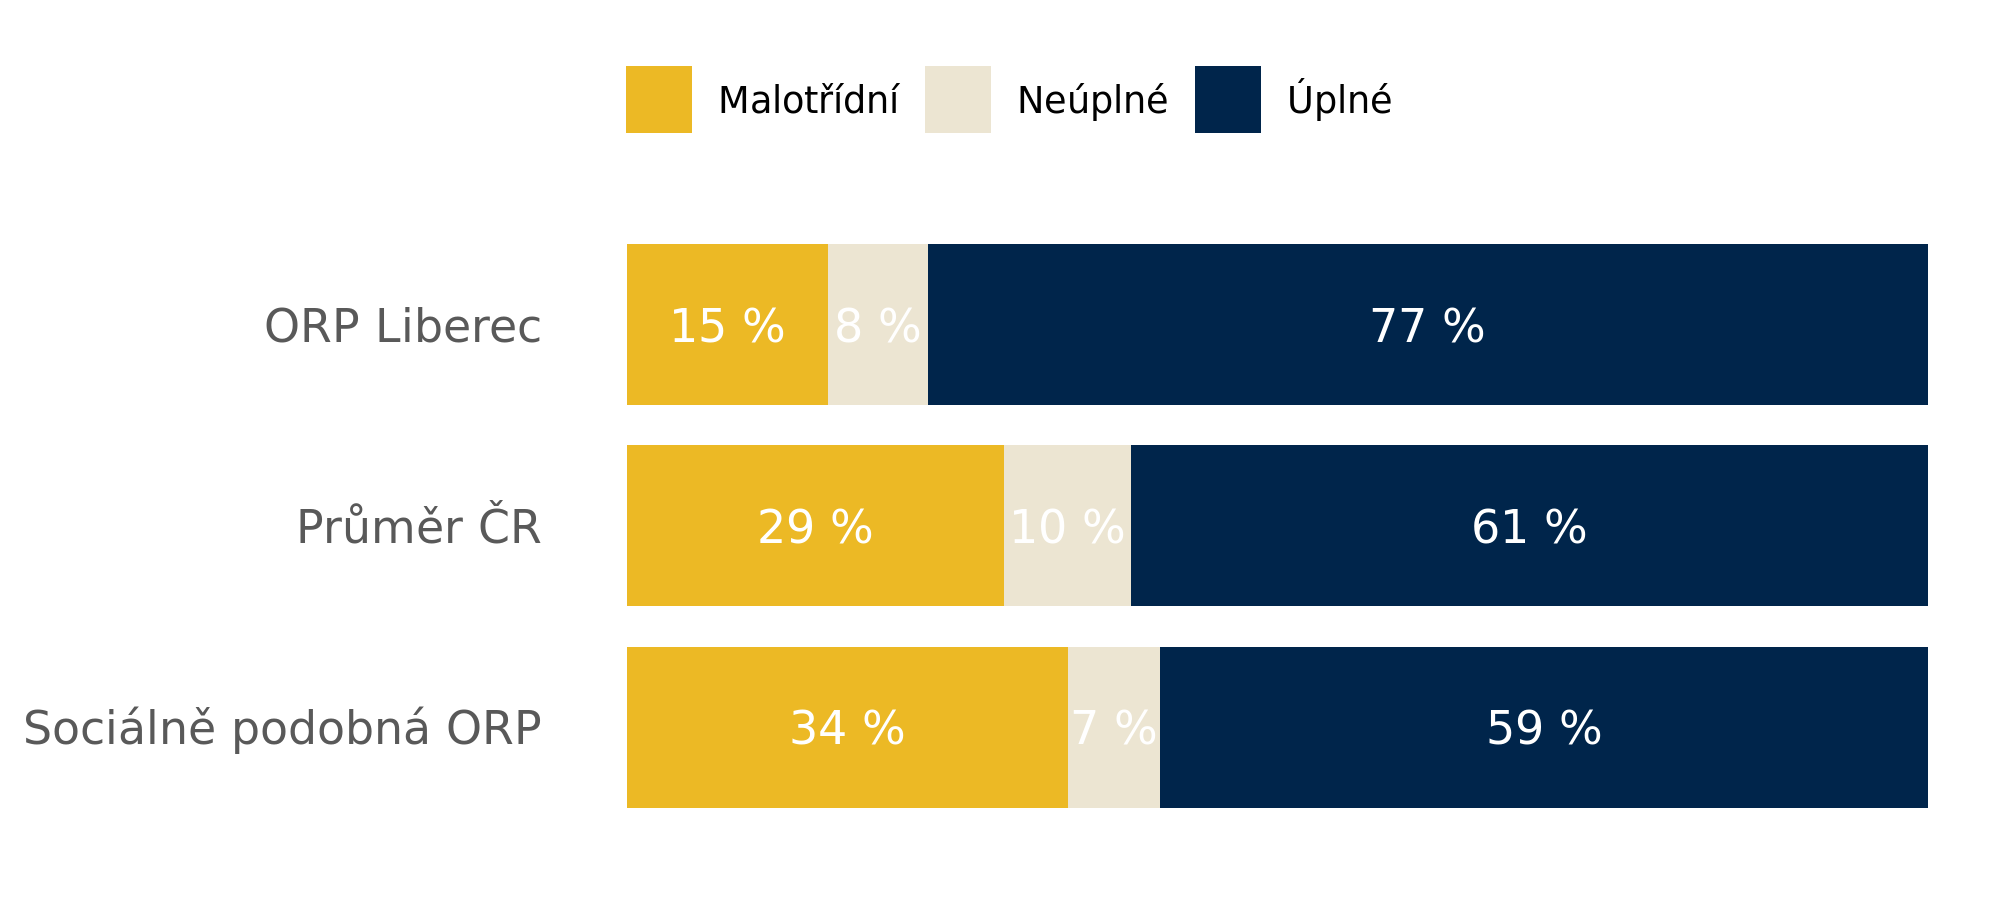 Malotřídní Neúplné Úplné
ORP Liberec 15 % 8 % 77 %
Průměr ČR 29 % 10 % 61 %
Sociálně podobná ORP 34 % 7 % 59 %